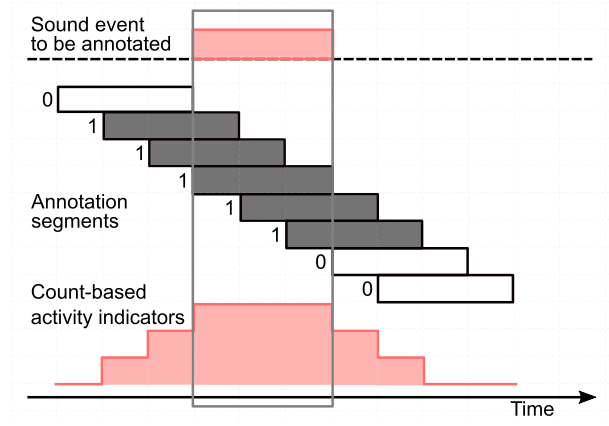 Sound event
to be annotated
0
1
1
1
Annotation
segments
1
1
0
0
Count-based
activity indicators
Time